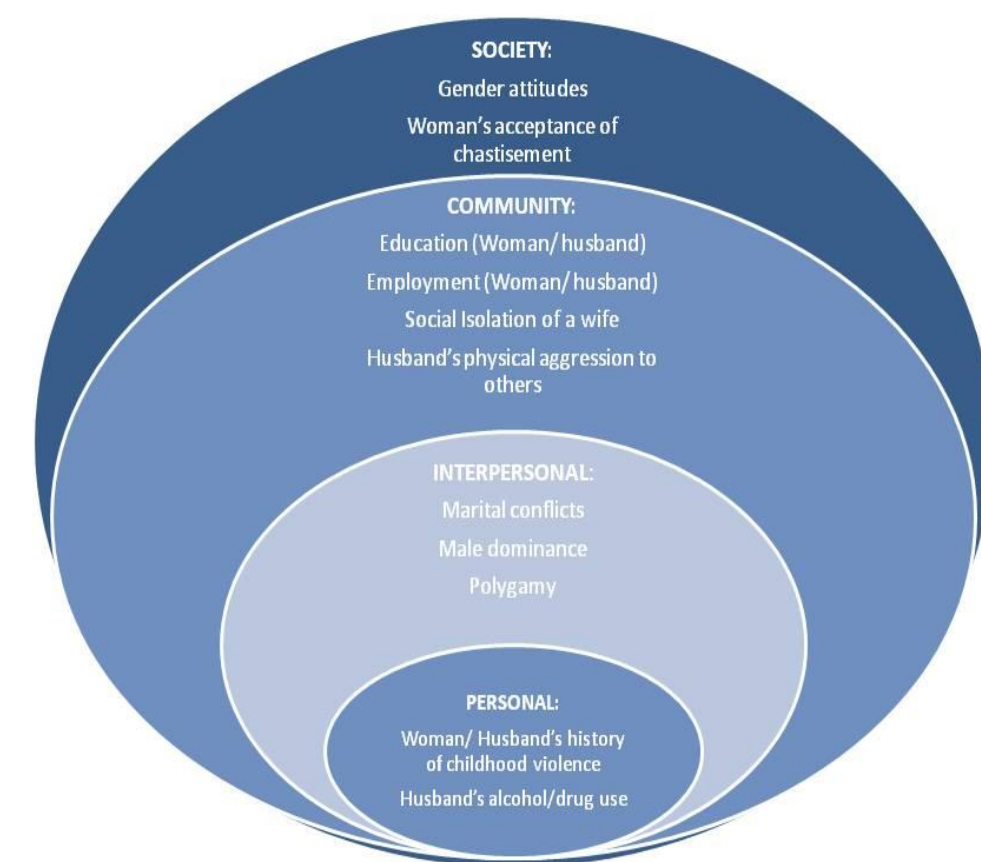 SOCIETY:
Gender attitudes
Woman's acceptance of
chastisement
COMMUNITY:
Education (Woman/ husband)
Employment (Woman/ husband)
Social Isolation of a wife
Husband's physical aggression to
others
INTERPERSONAL:
Marital conflicts
Male dominance
Polygamy
PERSONAL:
Woman/ Husband's history
of childhood violence
Husband's alcohol/drug use